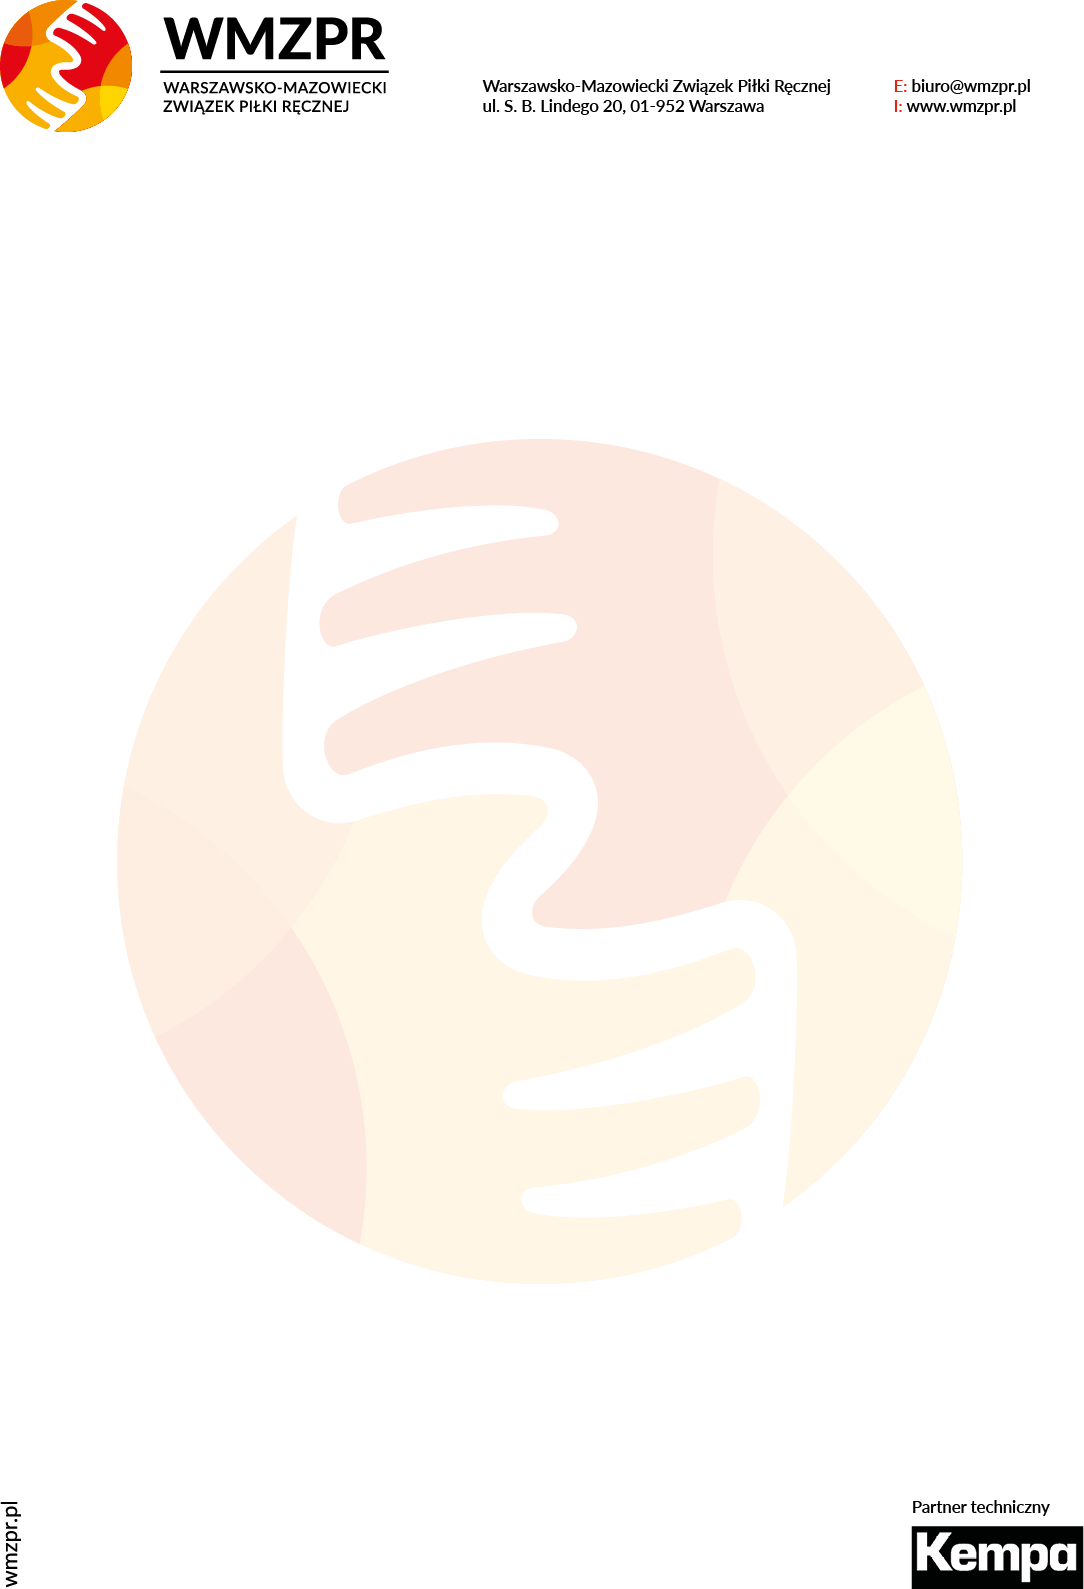 WMZPR
WARSZAWSKO-MAZOWIECKI
ZWIĄZEK PIŁKI RĘCZNEJ
Warszawsko-Mazowiecki Związek Piłki Ręcznej
ul. S. B. Lindego 20, 01-952 Warszawa
E: biuro@wmzpr.pl
I: www.wmzpr.pl
wmzpr.pl
Partner techniczny
Kempa